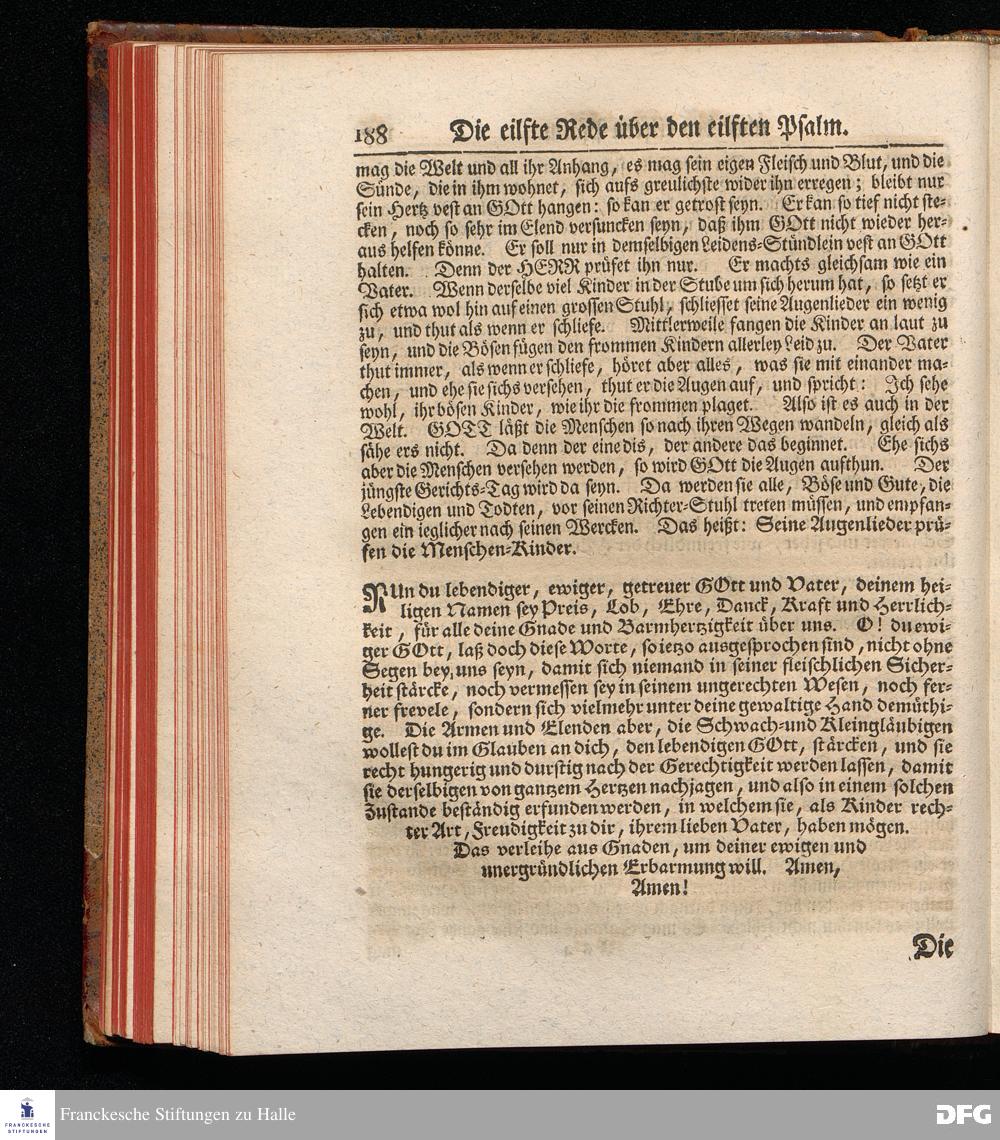 188 Die eilfte Rede über den eilften Psalm.
mag die Welt und all ihr Anhang, es mag sein eigen Fleisch und Blut, und die
Sünde, die in ihm wohnet, sich aufs greulichste wider ihn erregen; bleibt nur
sein Hertz vest an GOtt hangen: so kan er getrost seyn. Er kan so tief nicht ste-
cken, noch so sehr im Elend versuncken seyn, daß ihm GOtt nicht wieder her-
aus helfen könne. Er soll nur in demselbigen Leidens-Stündlein vest an GOtt
halten. Denn der HERR prüfet ihn nur. Er machts gleichsam wie ein
Vater. Wenn derselbe viel Kinder in der Stube um sich herum hat, so setzt er
sich etwa wol hin auf einen grossen Stuhl, schliesset seine Augenlieder ein wenig
zu, und thut als wenn er schliefe. Mittlerweile fangen die Kinder an laut zu
seyn, und die Bösen fügen den frommen Kindern allerley Leid zu. Der Vater
thut immer, als wenn er schliefe, höret aber alles, was sie mit einander ma-
chen, und ehe sie sichs versehen, thut er die Augen auf, und spricht: Ich sehe
wohl, ihr bösen Kinder, wie ihr die frommen plaget. Also ist es auch in der
Welt. GOTT läßt die Menschen so nach ihren Wegen wandeln, gleich als
sähe ers nicht. Da denn der eine dis, der andere das beginnet. Ehe sichs
aber die Menschen versehen werden, so wird GOtt die Augen aufthun. Der
jüngste Gerichts-Tag wird da seyn. Da werden sie alle, Böse und Gute, die
Lebendigen und Todten, vor seinen Richter-Stuhl treten müssen, und empfan-
gen ein ieglicher nach seinen Wercken. Das heißt: Seine Augenlieder prü-
fen die Menschen-Kinder.
NUn du lebendiger, ewiger, getreuer GOtt und Vater, deinem hei-
ligen Namen sey Preis, Lob, Ehre, Danck, Kraft und Herrlich-
keit, für alle deine Gnade und Barmhertzigkeit über uns. O! du ewi-
ger GOtt, laß doch diese Worte, so ietzo ausgesprochen sind, nicht ohne
Segen bey uns seyn, damit sich niemand in seiner fleischlichen Sicher-
heit stärcke, noch vermessen sey in seinem ungerechten Wesen, noch fer-
ner frevele, sondern sich vielmehr unter deine gewaltige Hand demüthi-
ge. Die Armen und Elenden aber, die Schwach-und Kleingläubigen
wollest du im Glauben an dich, den lebendigen GOtt, stärcken, und sie
recht hungerig und durstig nach der Gerechtigkeit werden lassen, damit
sie derselbigen von gantzem Hertzen nachjagen, und also in einem solchen
Zustande beständig erfunden werden, in welchem sie, als Kinder rech-
ter Art, Freudigkeit zu dir, ihrem lieben Vater, haben mögen.
Das verleihe aus Gnaden, um deiner ewigen und
unergründlichen Erbarmung will. Amen,
Amen!
Die
FRANCKESCHE
STIFTUNGEN
Franckesche Stiftungen zu Halle
DFG